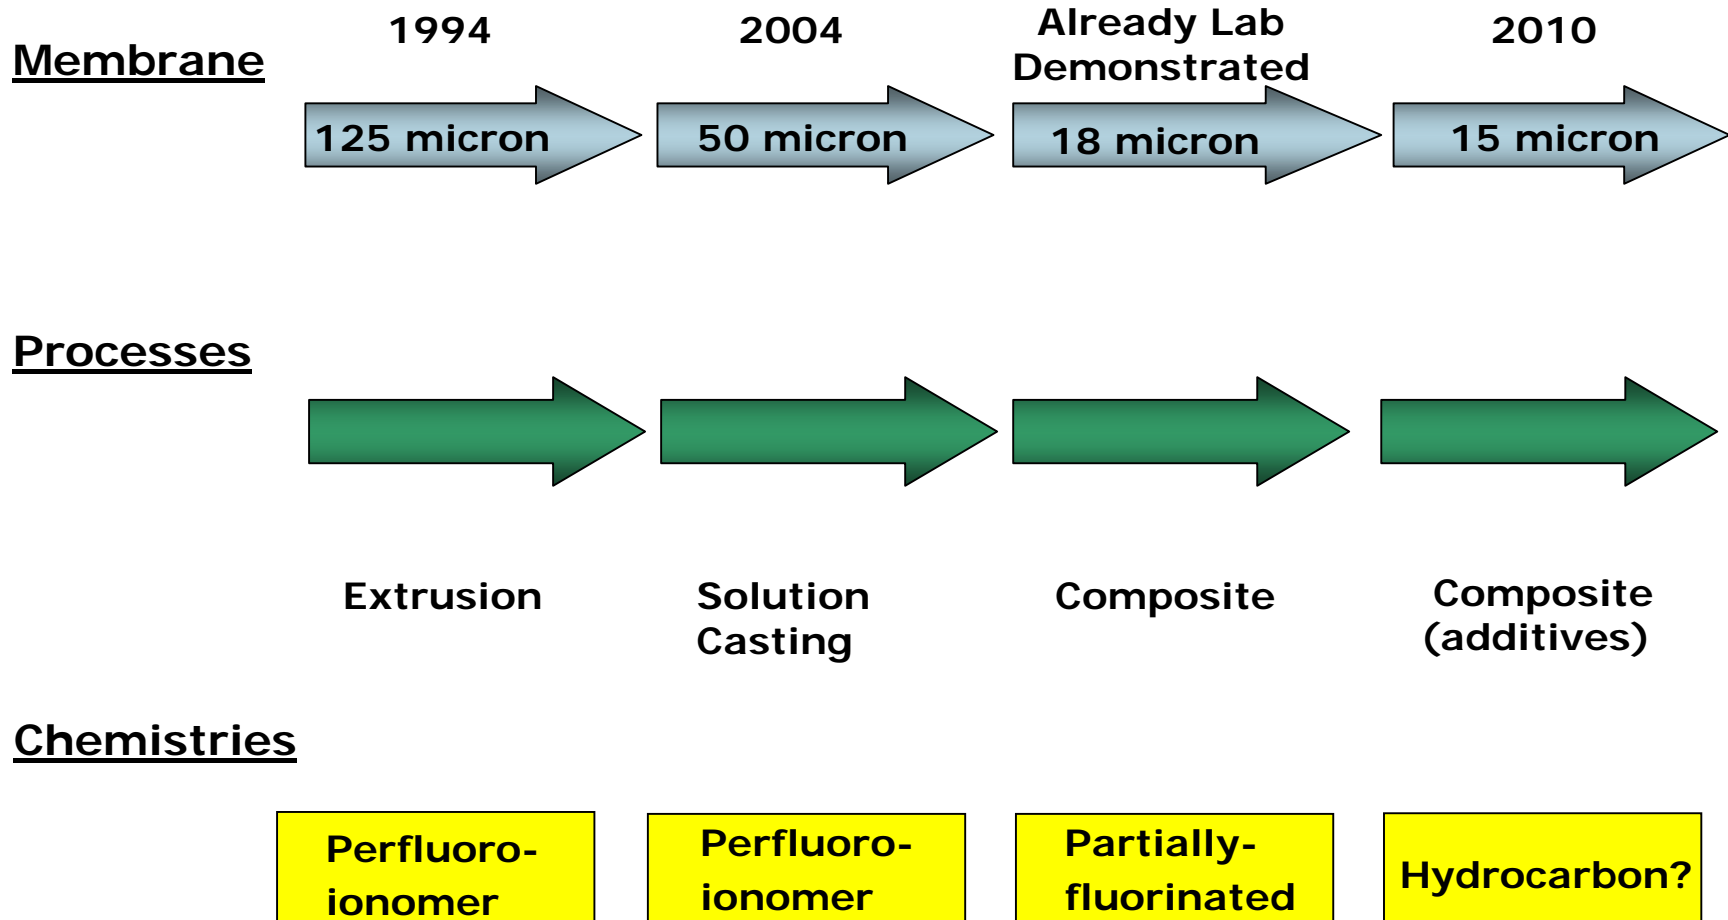 Membrane
1994
2004
Already Lab
Demonstrated
2010
125 micron
50 micron
18 micron
15 micron
Processes
Extrusion
Solution
Casting
Composite
Composite
(additives)
Chemistries
Perfluoro-
ionomer
Perfluoro-
ionomer
Partially-
fluorinated
Hydrocarbon?